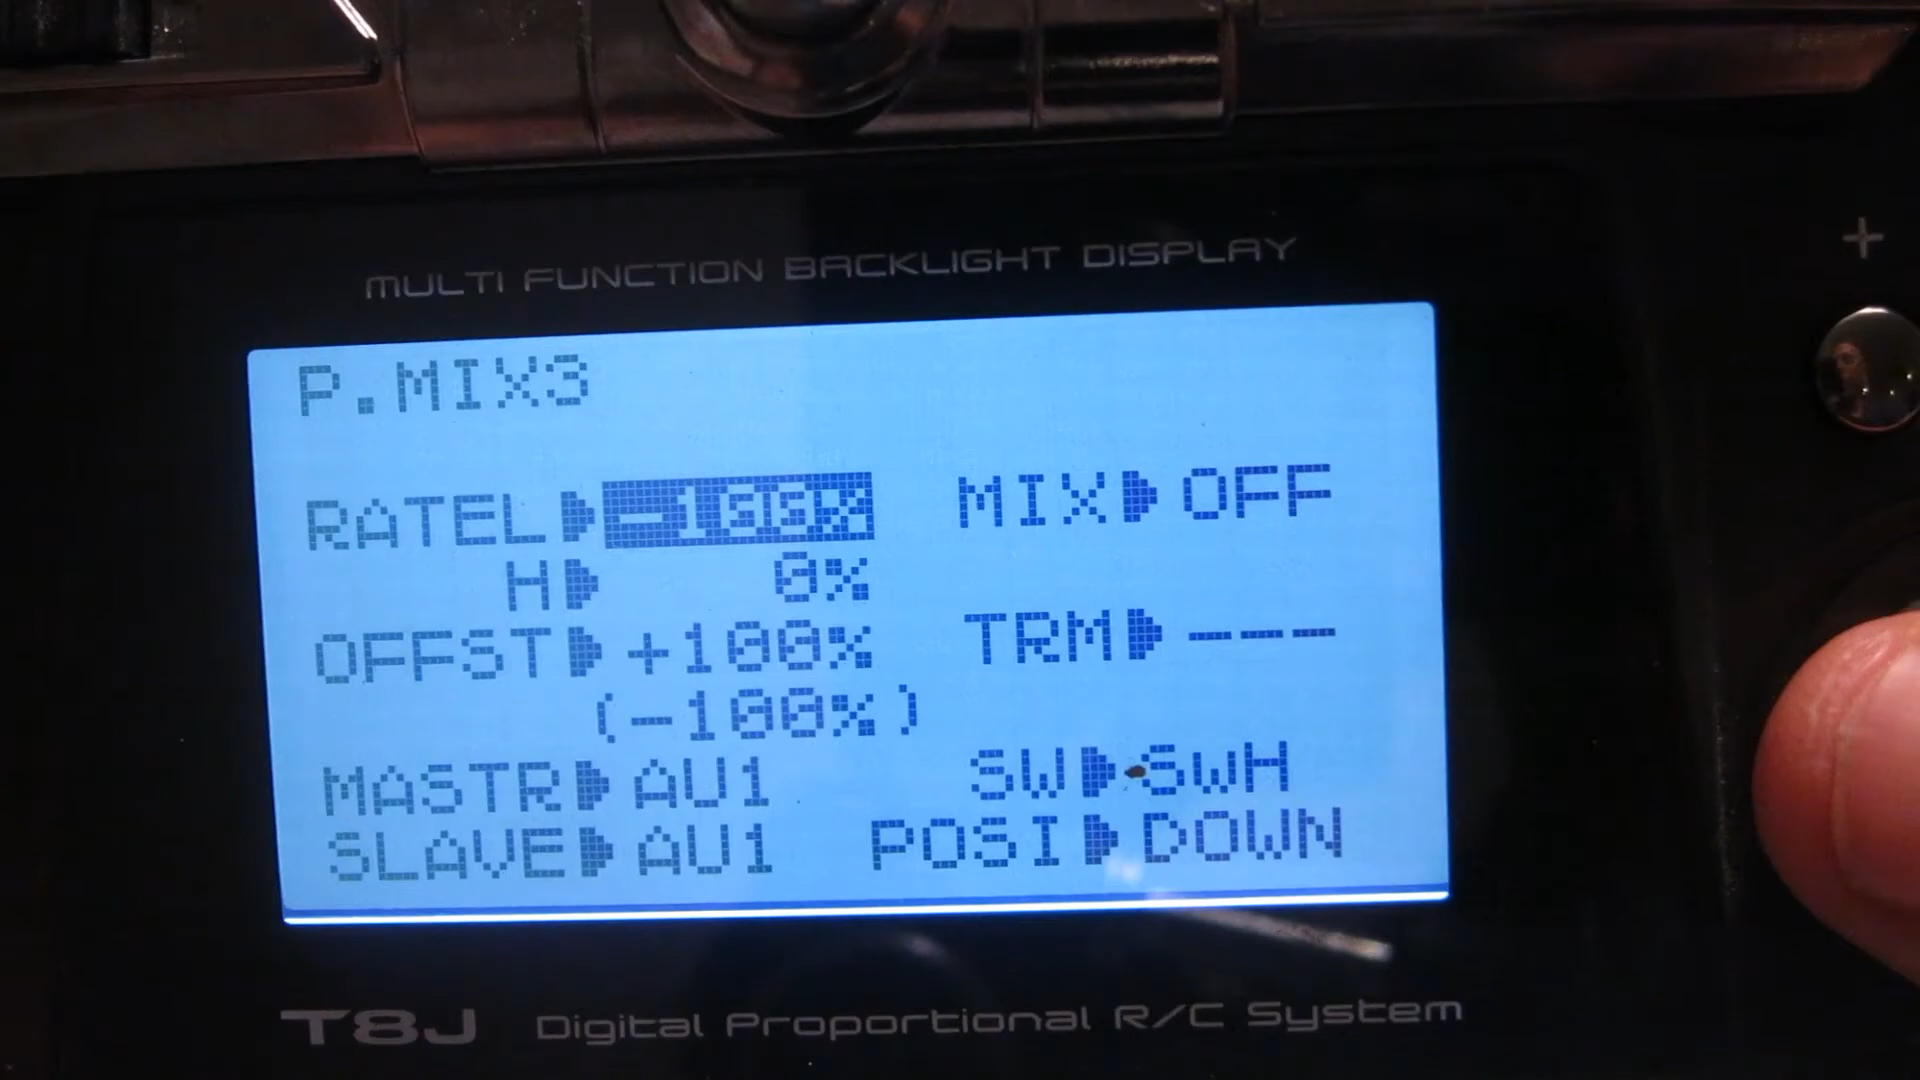 MULTI FUNCTION BACKLIGHT DISPLAY
+
P.MIX3
RATEL▶ MIX▶OFF
H▶ 0%
OFFST▶+100% TRM▶---
(-100%)
MASTR▶AU1 SW▶SwH
SLAVE▶AU1 POSI▶DOWN
T8J Digital Proportional R/C System